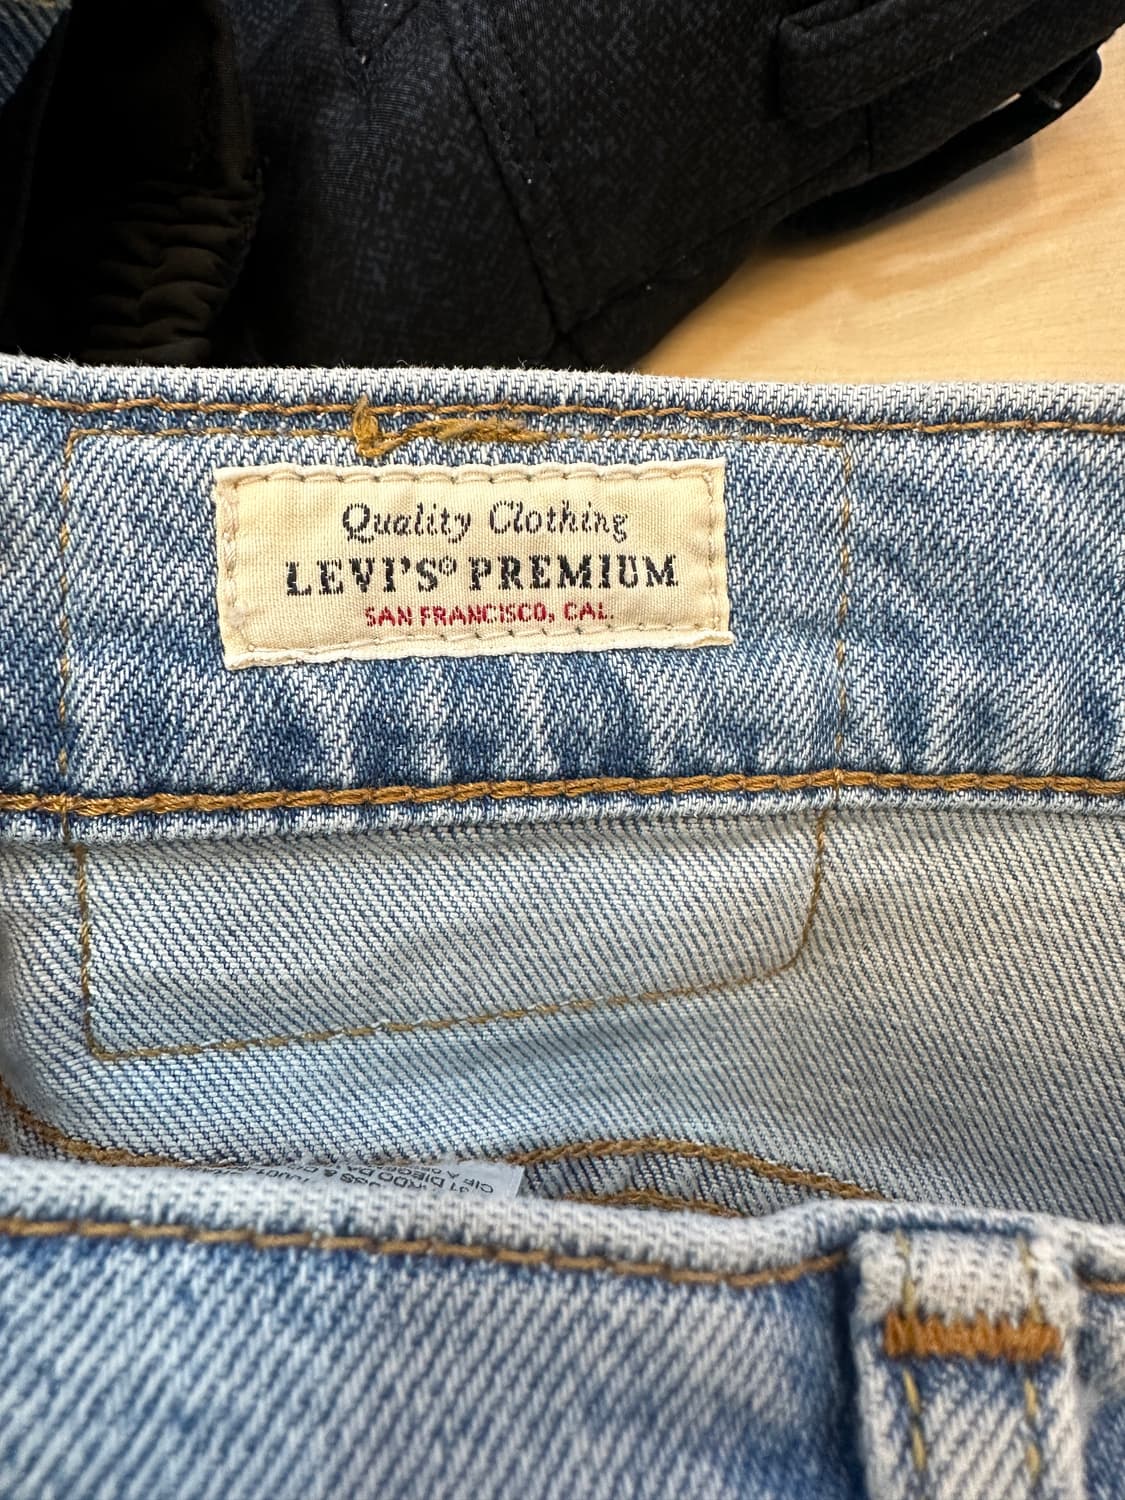 Quality Clothing
LEVI'S® PREMIUM
SAN FRANCISCO, CAL.